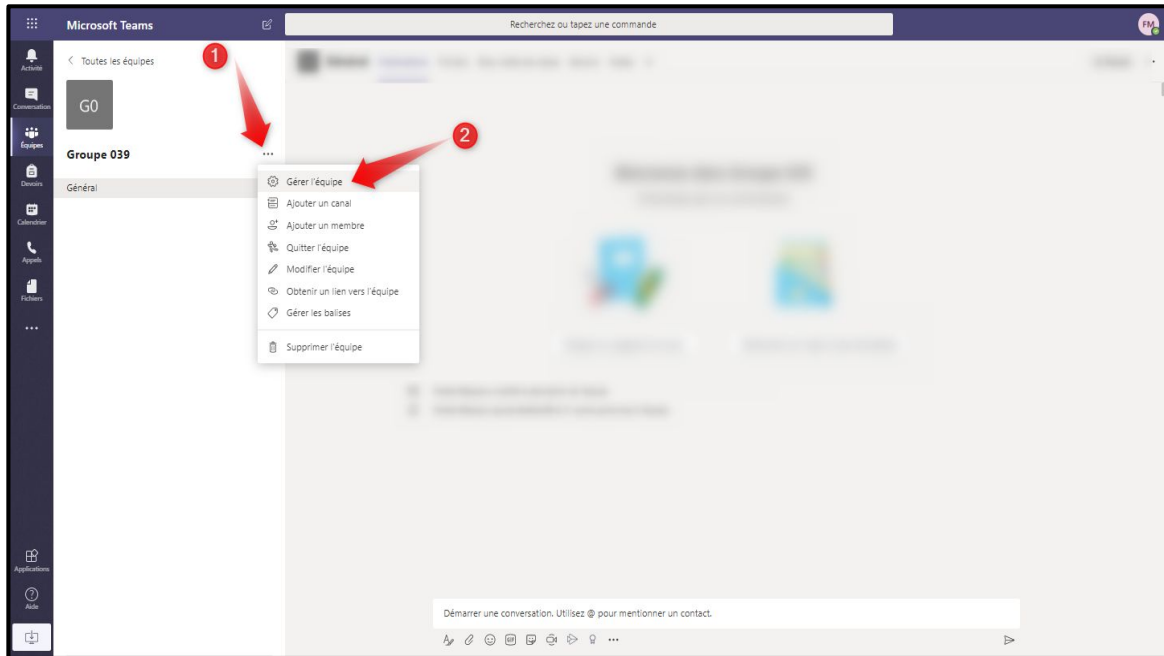 Microsoft Teams
Recherchez ou tapez une commande
FM
Activité
Conversation
Équipes
Devoirs
Calendrier
Appels
Fichiers
Applications
Aide
Toutes les équipes
1
G0
Groupe 039
Général
2
Gérer l'équipe
Ajouter un canal
Ajouter un membre
Quitter l'équipe
Modifier l'équipe
Obtenir un lien vers l'équipe
Gérer les balises
Supprimer l'équipe
Démarrer une conversation. Utilisez @ pour mentionner un contact.
GIF